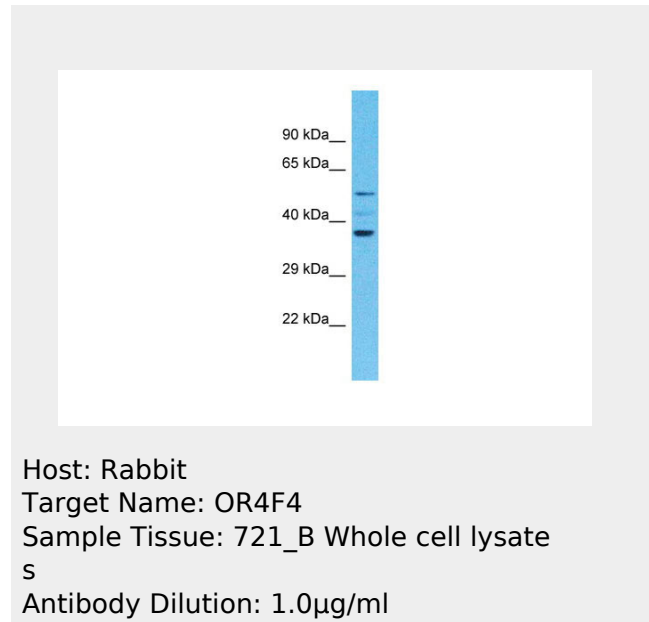 90 kDa__
65 kDa__
40 kDa__
29 kDa__
22 kDa__
Host: Rabbit
Target Name: OR4F4
Sample Tissue: 721_B Whole cell lysate
s
Antibody Dilution: 1.0µg/ml